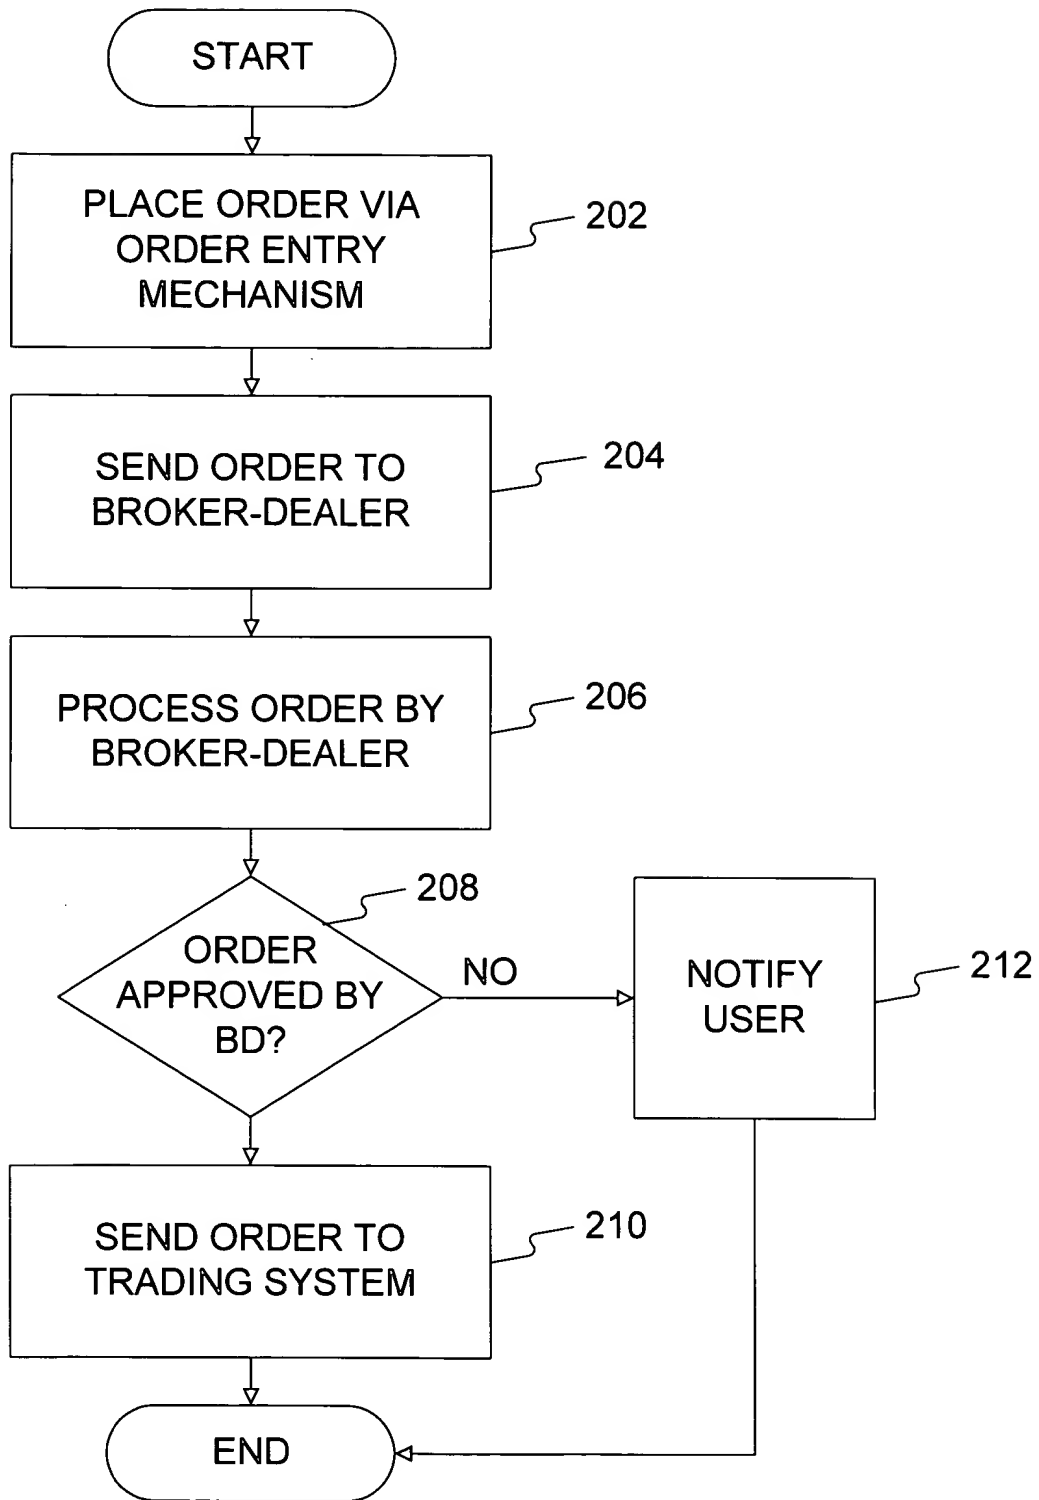 START
PLACE ORDER VIA
ORDER ENTRY
MECHANISM
202
SEND ORDER TO
BROKER-DEALER
204
PROCESS ORDER BY
BROKER-DEALER
206
208
ORDER
APPROVED BY
BD?
NO
NOTIFY
USER
212
SEND ORDER TO
TRADING SYSTEM
210
END